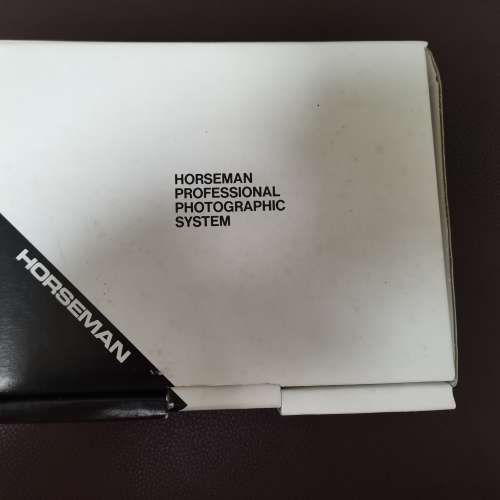 HORSEMAN
PROFESSIONAL
PHOTOGRAPHIC
SYSTEM
HORSEMAN